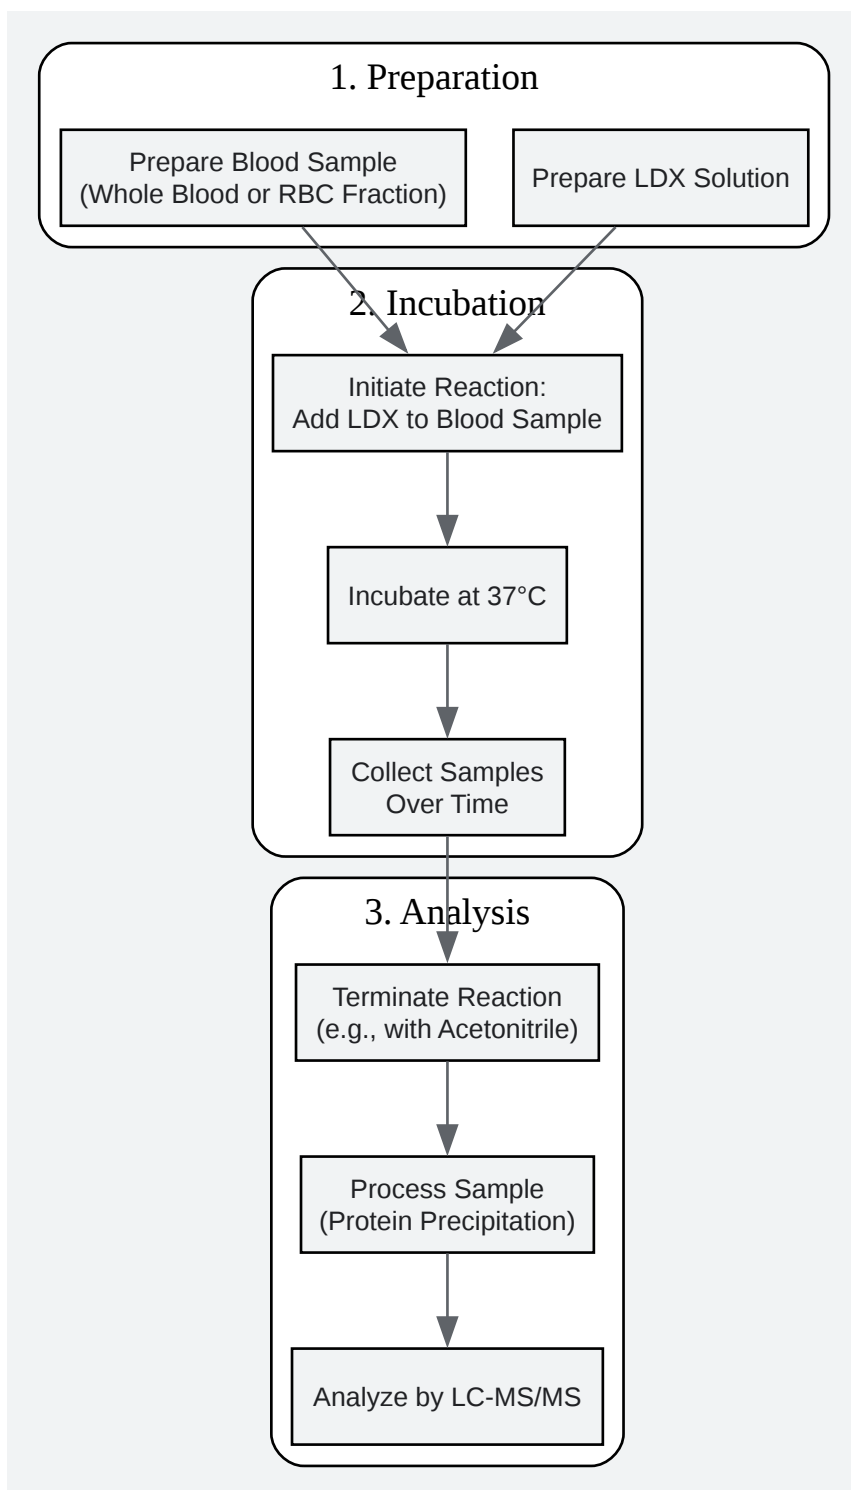 1. Preparation
Prepare Blood Sample
(Whole Blood or RBC Fraction)
Prepare LDX Solution
2. Incubation
Initiate Reaction:
Add LDX to Blood Sample
Incubate at 37°C
Collect Samples
Over Time
3. Analysis
Terminate Reaction
(e.g., with Acetonitrile)
Process Sample
(Protein Precipitation)
Analyze by LC-MS/MS